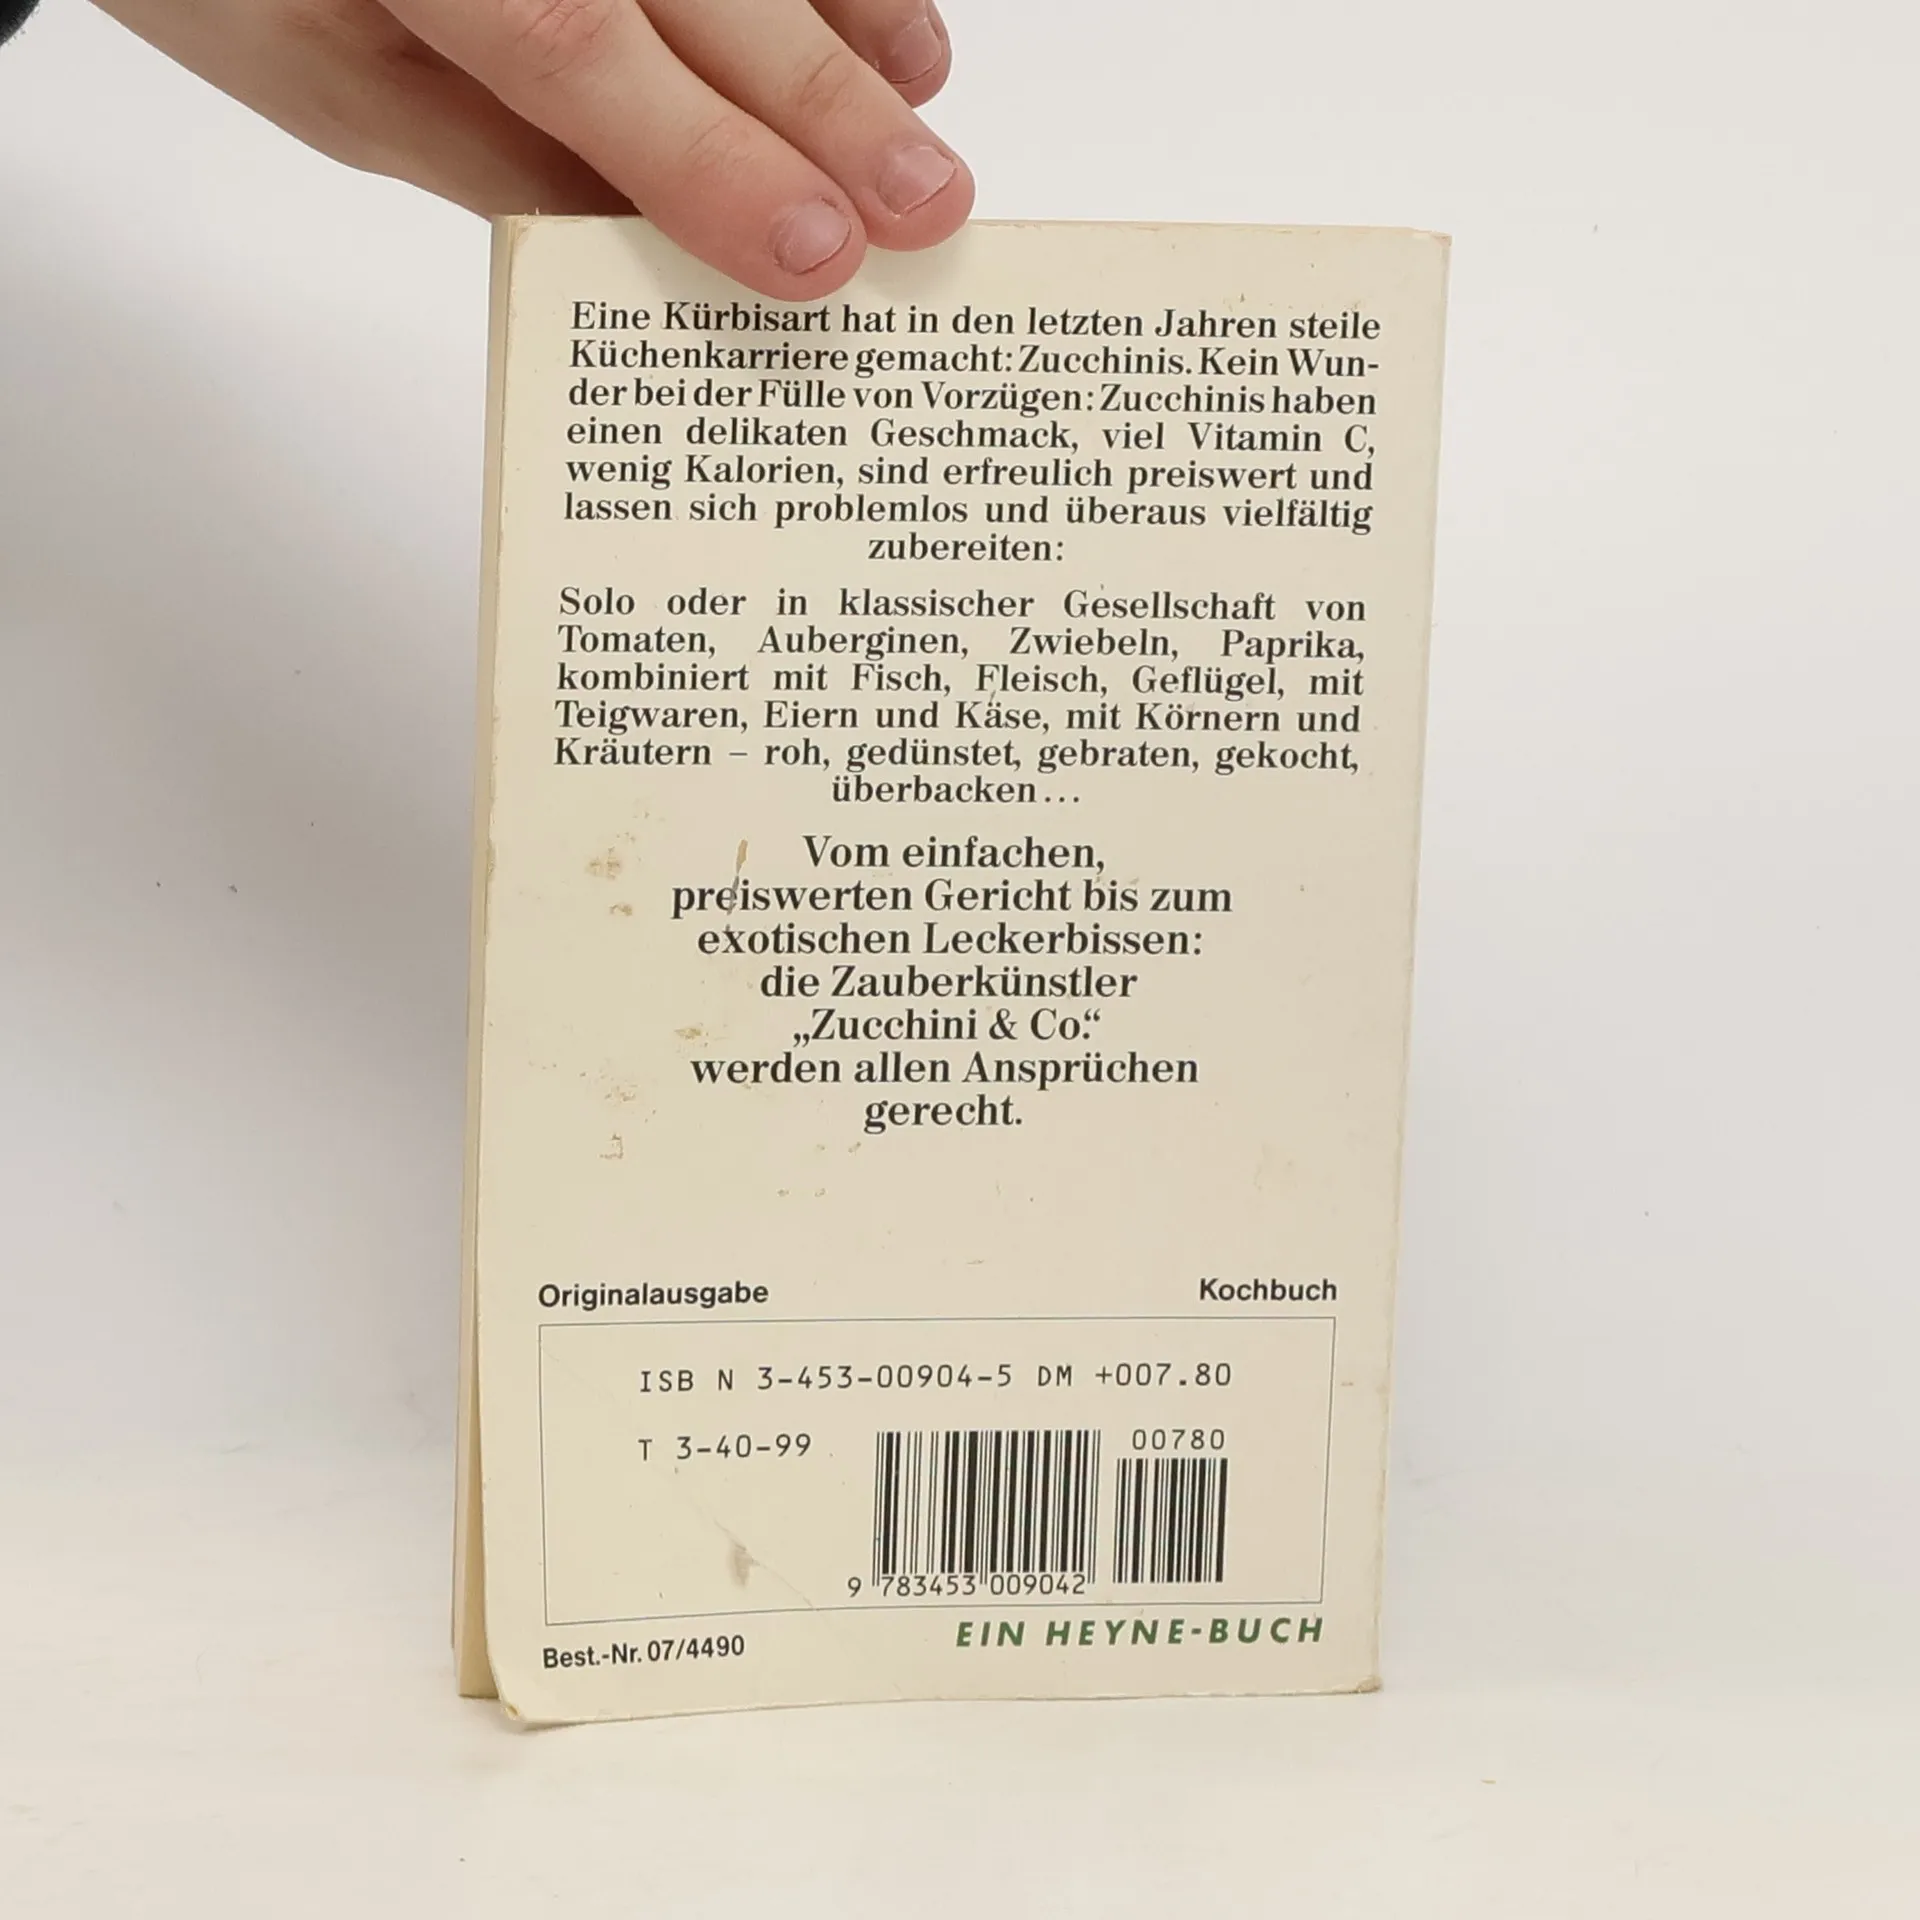 Eine Kürbisart hat in den letzten Jahren steile
Küchenkarriere gemacht: Zucchinis. Kein Wun-
der bei der Fülle von Vorzügen: Zucchinis haben
einen delikaten Geschmack, viel Vitamin C,
wenig Kalorien, sind erfreulich preiswert und
lassen sich problemlos und überaus vielfältig
zubereiten:
Solo oder in klassischer Gesellschaft von
Tomaten, Auberginen, Zwiebeln, Paprika,
kombiniert mit Fisch, Fleisch, Geflügel, mit
Teigwaren, Eiern und Käse, mit Körnern und
Kräutern – roh, gedünstet, gebraten, gekocht,
überbacken...
Vom einfachen,
preiswerten Gericht bis zum
exotischen Leckerbissen:
die Zauberkünstler
„Zucchini & Co.“
werden allen Ansprüchen
gerecht.
Originalausgabe
Kochbuch
ISB N 3-453-00904-5 DM +007.80
T 3-40-99
00780
9 783453 009042
EIN HEYNE-BUCH
Best.-Nr. 07/4490